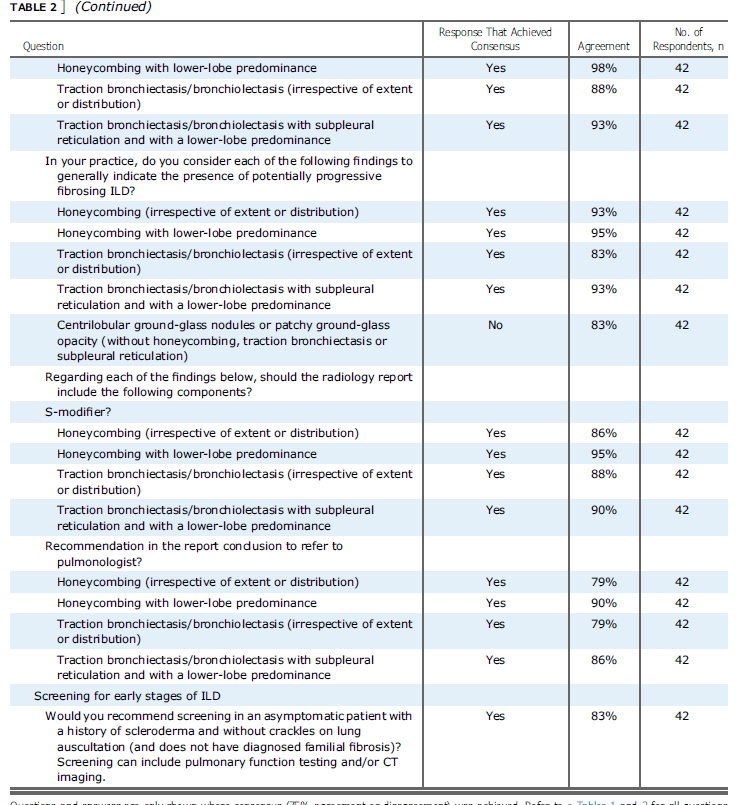 TABLE 2 ] (Continued)
Question
Response That Achieved Consensus
Agreement
No. of Respondents, n
Honeycombing with lower-lobe predominance Yes 98% 42
Traction bronchiectasis/bronchiolectasis (irrespective of extent Yes 88% 42
or distribution)
Traction bronchiectasis/bronchiolectasis with subpleural Yes 93% 42
reticulation and with a lower-lobe predominance
In your practice, do you consider each of the following findings to
generally indicate the presence of potentially progressive
fibrosing ILD?
Honeycombing (irrespective of extent or distribution) Yes 93% 42
Honeycombing with lower-lobe predominance Yes 95% 42
Traction bronchiectasis/bronchiolectasis (irrespective of extent Yes 83% 42
or distribution)
Traction bronchiectasis/bronchiolectasis with subpleural Yes 93% 42
reticulation and with a lower-lobe predominance
Centrilobular ground-glass nodules or patchy ground-glass No 83% 42
opacity (without honeycombing, traction bronchiectasis or
subpleural reticulation)
Regarding each of the findings below, should the radiology report
include the following components?
S-modifier?
Honeycombing (irrespective of extent or distribution) Yes 86% 42
Honeycombing with lower-lobe predominance Yes 95% 42
Traction bronchiectasis/bronchiolectasis (irrespective of extent Yes 88% 42
or distribution)
Traction bronchiectasis/bronchiolectasis with subpleural Yes 90% 42
reticulation and with a lower-lobe predominance
Recommendation in the report conclusion to refer to
pulmonologist?
Honeycombing (irrespective of extent or distribution) Yes 79% 42
Honeycombing with lower-lobe predominance Yes 90% 42
Traction bronchiectasis/bronchiolectasis (irrespective of extent Yes 79% 42
or distribution)
Traction bronchiectasis/bronchiolectasis with subpleural Yes 86% 42
reticulation and with a lower-lobe predominance
Screening for early stages of ILD
Would you recommend screening in an asymptomatic patient with Yes 83% 42
a history of scleroderma and without crackles on lung
auscultation (and does not have diagnosed familial fibrosis)?
Screening can include pulmonary function testing and/or CT
imaging.